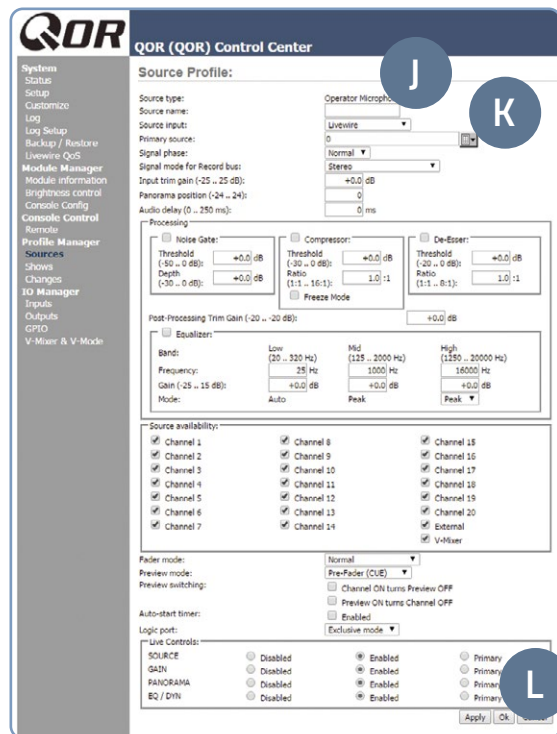 QOR
QOR (QOR) Control Center
System
Status
Setup
Customize
Log
Log Setup
Backup / Restore
Livewire QoS
Module Manager
Module information
Brightness control
Console Config
Console Control
Remote
Profile Manager
Sources
Shows
Changes
IO Manager
Inputs
Outputs
GPIO
V-Mixer & V-Mode
Source Profile:
J
K
Source type: Operator
Source name:
Source input: Livewire
Primary source: 0
Signal phase: Normal
Signal mode for Record bus: Stereo
Input trim gain (-25 .. 25 dB): +0.0 dB
Panorama position (-24 .. 24): 0
Audio delay (0 .. 250 ms): 0 ms
Processing
Noise Gate: Compressor: De-Esser:
Threshold (-50 .. 0 dB): +0.0 dB Threshold (-30 .. 0 dB): +0.0 dB Threshold (-20 .. 0 dB): +0.0 dB
Depth (-30 .. 0 dB): +0.0 dB Ratio (1:1 .. 16:1): 1.0 :1 Ratio (1:1 .. 8:1): 1.0 :1
Freeze Mode
Post-Processing Trim Gain (-20 .. -20 dB): +0.0 dB
Equalizer:
Band: Low (20 .. 320 Hz) Mid (125 .. 2000 Hz) High (1250 .. 20000 Hz)
Frequency: 25 Hz 1000 Hz 16000 Hz
Gain (-25 .. 15 dB): +0.0 dB +0.0 dB +0.0 dB
Mode: Auto Peak Peak
Source availability:
Channel 1 Channel 8 Channel 15
Channel 2 Channel 9 Channel 16
Channel 3 Channel 10 Channel 17
Channel 4 Channel 11 Channel 18
Channel 5 Channel 12 Channel 19
Channel 6 Channel 13 Channel 20
Channel 7 Channel 14 External
V-Mixer
Fader mode: Normal
Preview mode: Pre-Fader (CUE)
Preview switching: Channel ON turns Preview OFF
Preview ON turns Channel OFF
Auto-start timer: Enabled
Logic port: Exclusive mode
Live Controls:
SOURCE Disabled Enabled Primary
GAIN Disabled Enabled Primary
PANORAMA Disabled Enabled Primary
EQ / DYN Disabled Enabled Primary
L
Apply Ok